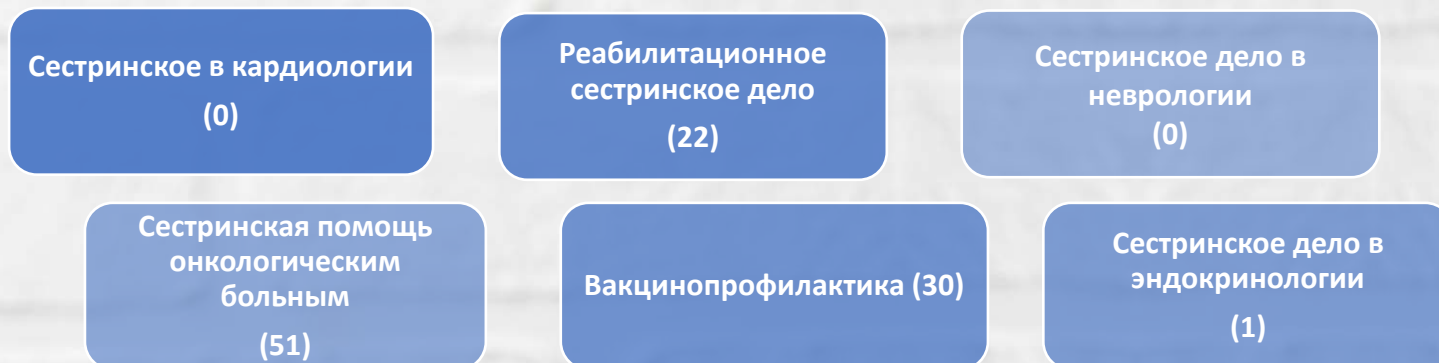 Сестринское в кардиологии
(0)
Реабилитационное
сестринское дело
(22)
Сестринское дело в
неврологии
(0)
Сестринская помощь
онкологическим
больным
(51)
Вакцинопрофилактика (30)
Сестринское дело в
эндокринологии
(1)